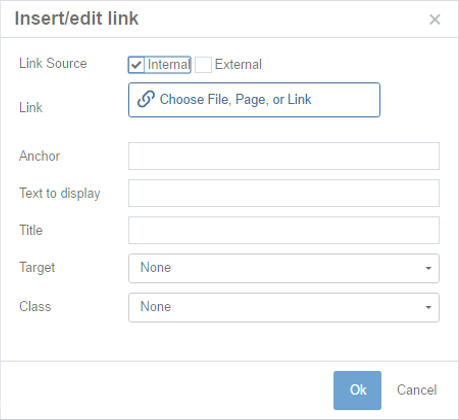 Insert/edit link ×
Link Source Internal External
Link Choose File, Page, or Link
Anchor
Text to display
Title
Target None
Class None
Ok Cancel